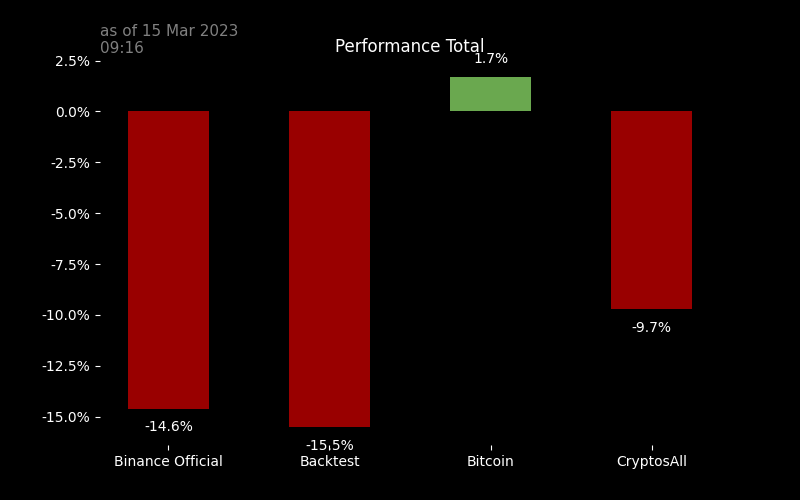 as of 15 Mar 2023
09:16
Performance Total
1.7%
2.5%
0.0%
-2.5%
-5.0%
-7.5%
-10.0%
-12.5%
-15.0%
-9.7%
-14.6%
-15.5%
Binance Official
Backtest
Bitcoin
CryptosAll